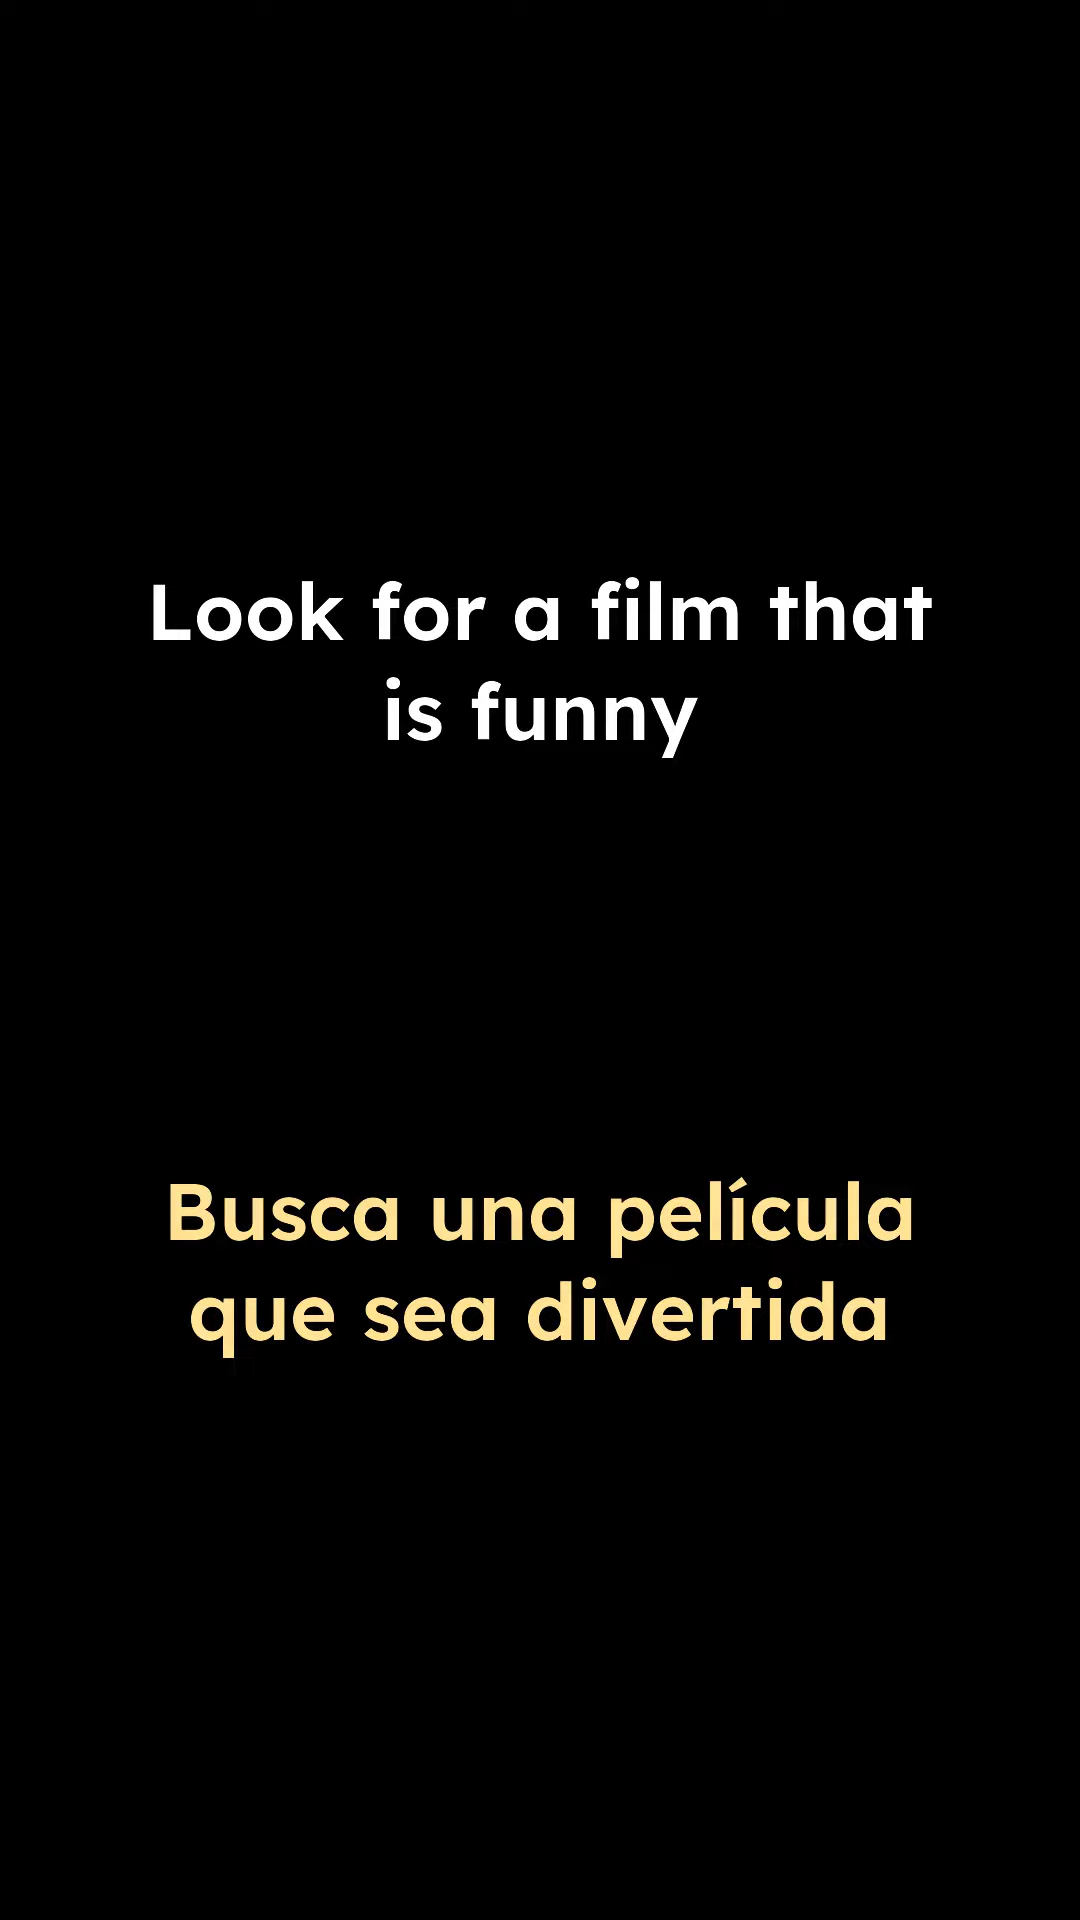 Look for a film that
is funny
Busca una película
que sea divertida